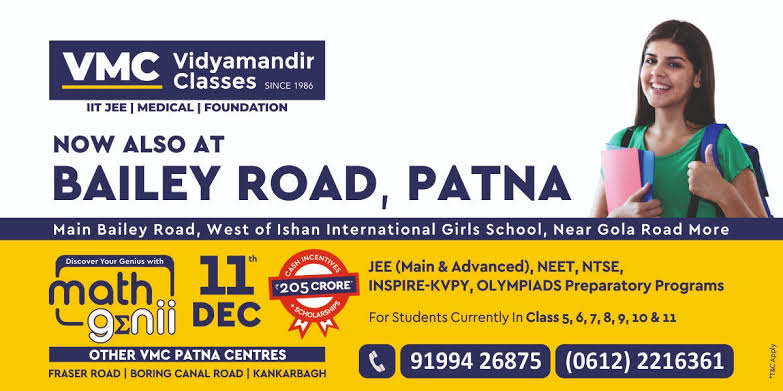 VMC Vidyamandir
Classes SINCE 1986
IIT JEE | MEDICAL | FOUNDATION
NOW ALSO AT
BAILEY ROAD, PATNA
Main Bailey Road, West of Ishan International Girls School, Near Gola Road More
Discover Your Genius with
math
gΣnii
11th
DEC
CASH INCENTIVES
₹205 CRORE*
+ SCHOLARSHIPS
JEE (Main & Advanced), NEET, NTSE,
INSPIRE-KVPY, OLYMPIADS Preparatory Programs
For Students Currently In Class 5, 6, 7, 8, 9, 10 & 11
OTHER VMC PATNA CENTRES
FRASER ROAD | BORING CANAL ROAD | KANKARBAGH
91994 26875 (0612) 2216361
*T&C Apply